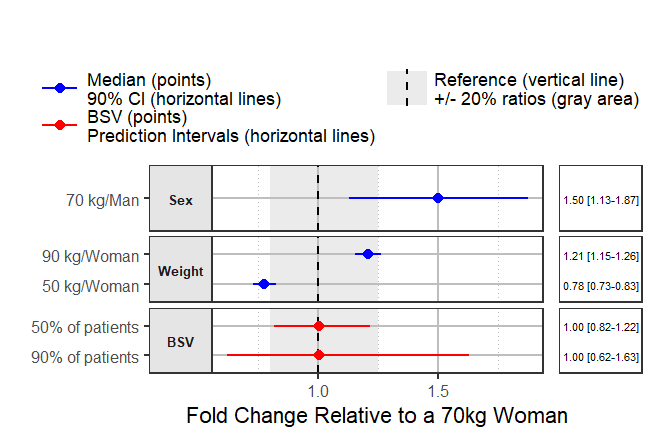 Median (points)
90% CI (horizontal lines)
BSV (points)
Prediction Intervals (horizontal lines)
Reference (vertical line)
+/- 20% ratios (gray area)
70 kg/Man
Sex
1.50 [1.13-1.87]
90 kg/Woman
50 kg/Woman
Weight
1.21 [1.15-1.26]
0.78 [0.73-0.83]
50% of patients
90% of patients
BSV
1.00 [0.82-1.22]
1.00 [0.62-1.63]
1.0
1.5
Fold Change Relative to a 70kg Woman